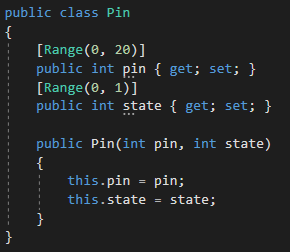 public class Pin
{
[Range(0, 20)]
public int pin { get; set; }
[Range(0, 1)]
public int state { get; set; }
public Pin(int pin, int state)
{
this.pin = pin;
this.state = state;
}
}